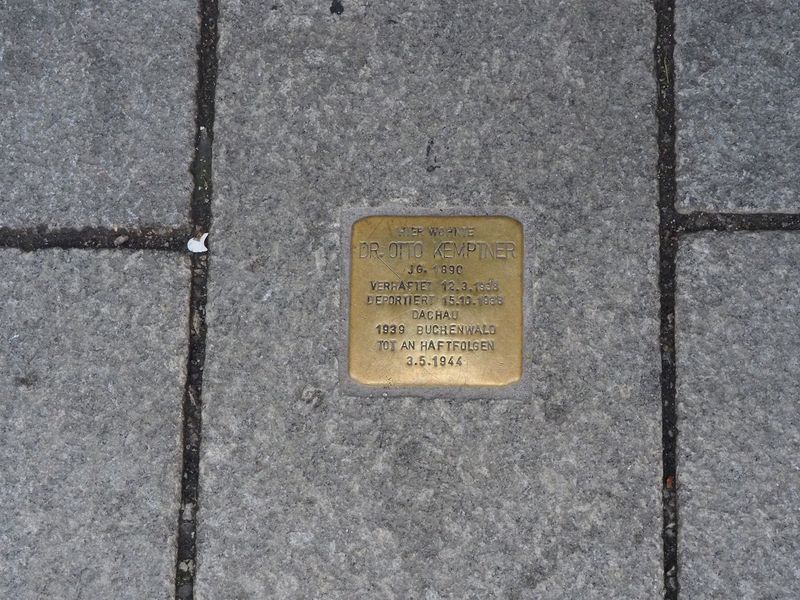 HIER WOHNTE
DR. OTTO KEMPTNER
JG. 1890
VERHAFTET 12.3.1938
DEPORTIERT 15.10.1938
DACHAU
1939 BUCHENWALD
TOT AN HAFTFOLGEN
3.5.1944